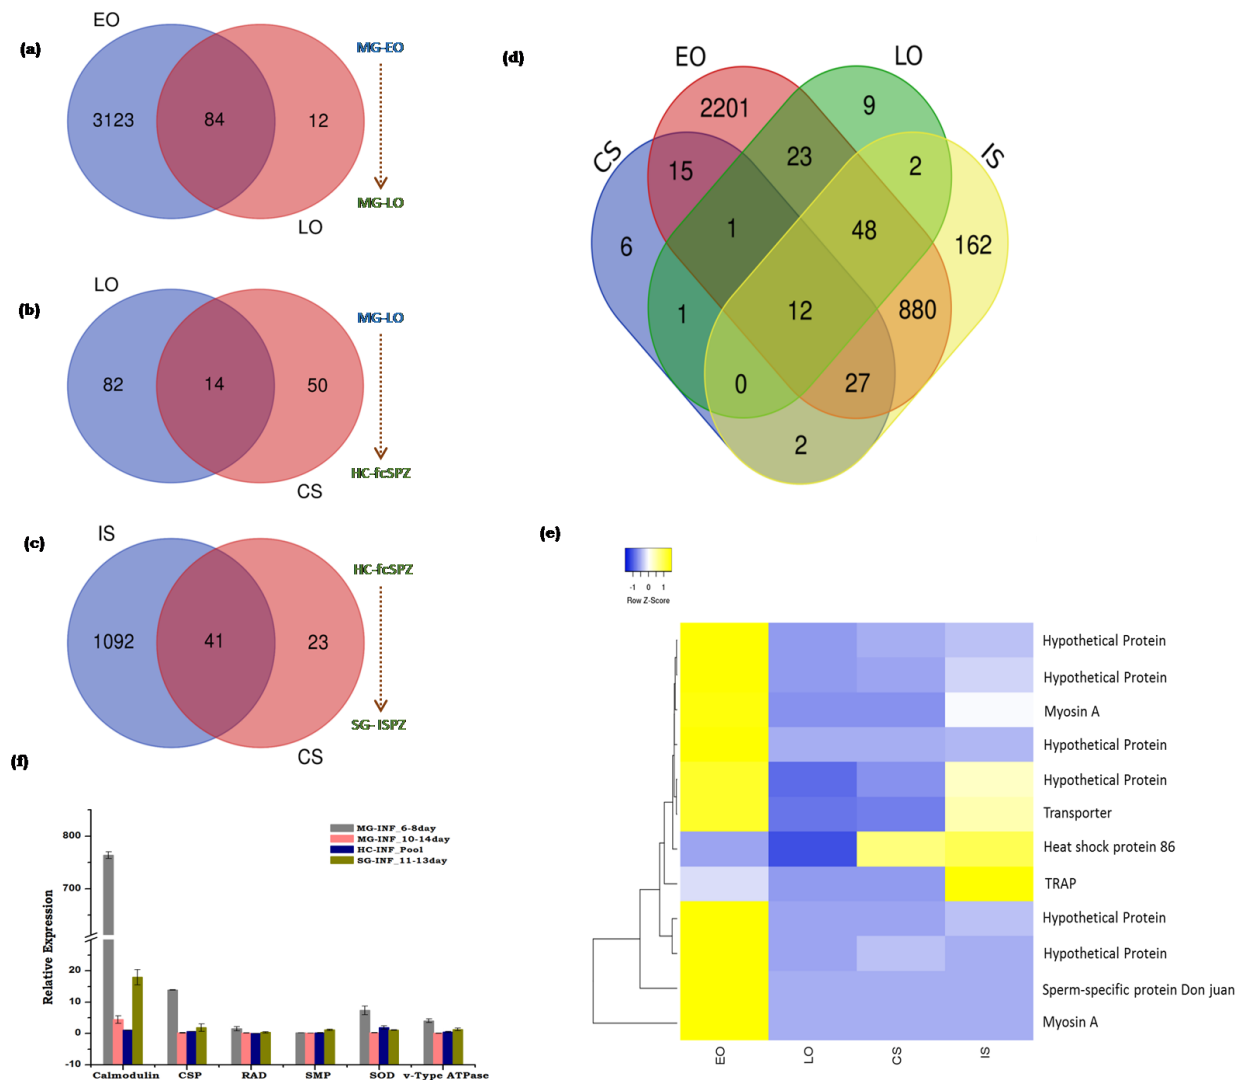 (a)
EO
3123
84
12
LO
MG-EO
MG-LO
(b)
LO
82
14
50
CS
MG-LO
HC-fcSPZ
(c)
IS
1092
41
23
CS
HC-fcSPZ
SG-ISPZ
(d)
EO
LO
CS
IS
2201
9
15
23
2
6
1
48
162
1
12
880
0
27
2
(e)
-1 0 1
Row Z-Score
Hypothetical Protein
Hypothetical Protein
Myosin A
Hypothetical Protein
Hypothetical Protein
Transporter
Heat shock protein 86
TRAP
Hypothetical Protein
Hypothetical Protein
Sperm-specific protein Don juan
Myosin A
EO
LO
CS
IS
(f)
Relative Expression
800
700
20
10
0
-10
MG-INF_6-8day
MG-INF_10-14day
HC-INF_Pool
SG-INF_11-13day
Calmodulin CSP RAD SMP SOD v-Type ATPase